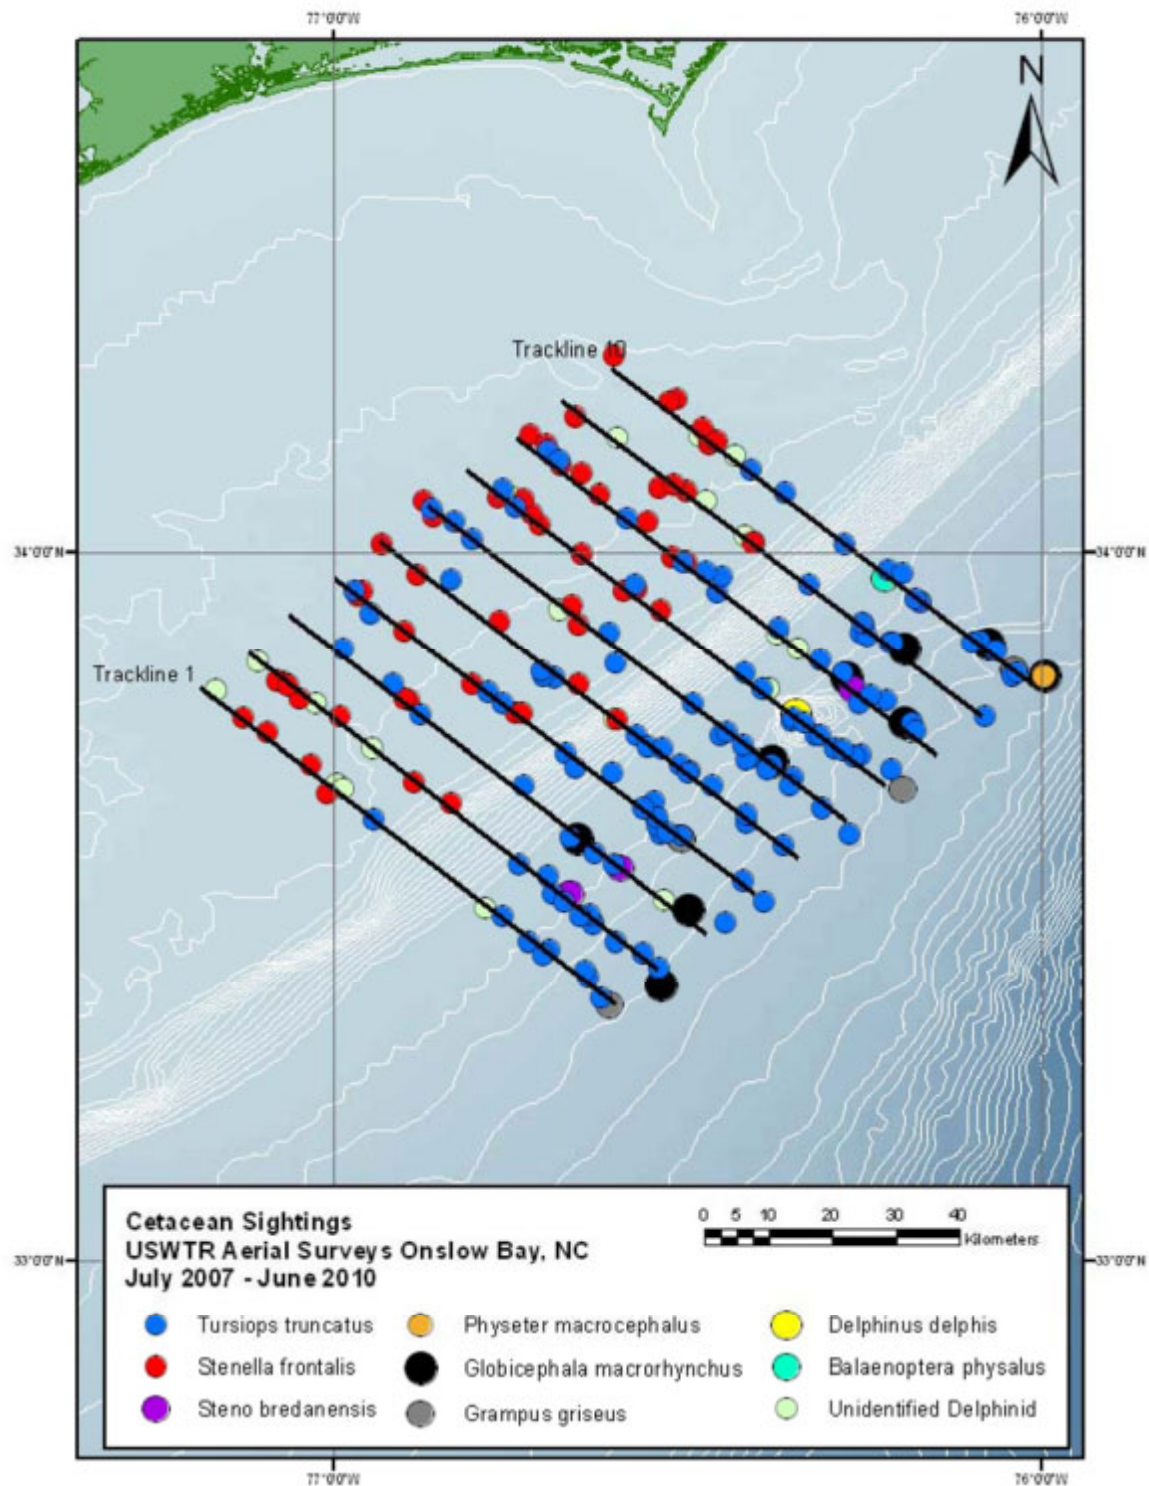 77°0'0"W 76°0'0"W
N
Trackline 10
34°0'0"N 34°0'0"N
Trackline 1
Cetacean Sightings
USWTR Aerial Surveys Onslow Bay, NC
July 2007 - June 2010
0 5 10 20 30 40
Kilometers
33°0'0"N 33°0'0"N
Tursiops truncatus Physeter macrocephalus Delphinus delphis
Stenella frontalis Globicephala macrorhynchus Balaenoptera physalus
Steno bredanensis Grampus griseus Unidentified Delphinid
77°0'0"W 76°0'0"W